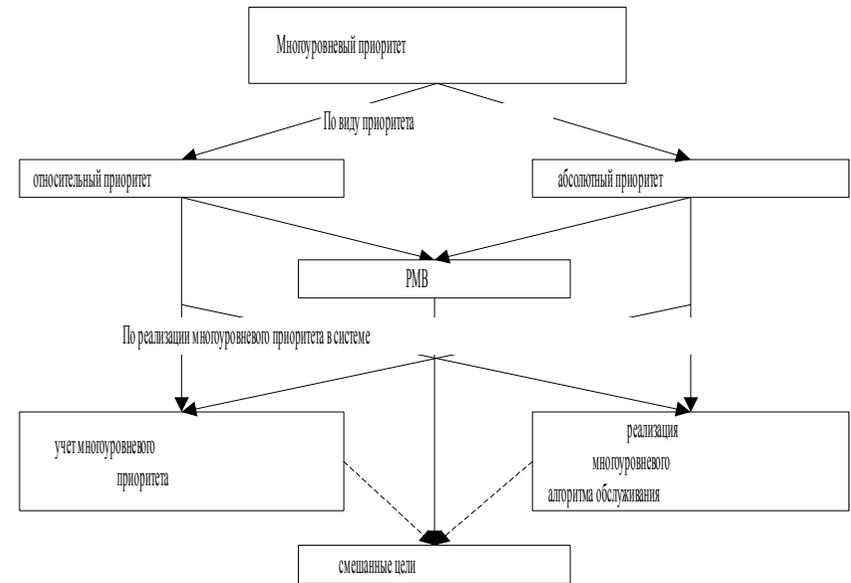 Многоуровневый приоритет
По виду приоритета
относительный приоритет
абсолютный приоритет
РМВ
По реализации многоуровневого приоритета в системе
учет многоуровневого
приоритета
реализация
многоуровневого
алгоритма обслуживания
смешанные цели